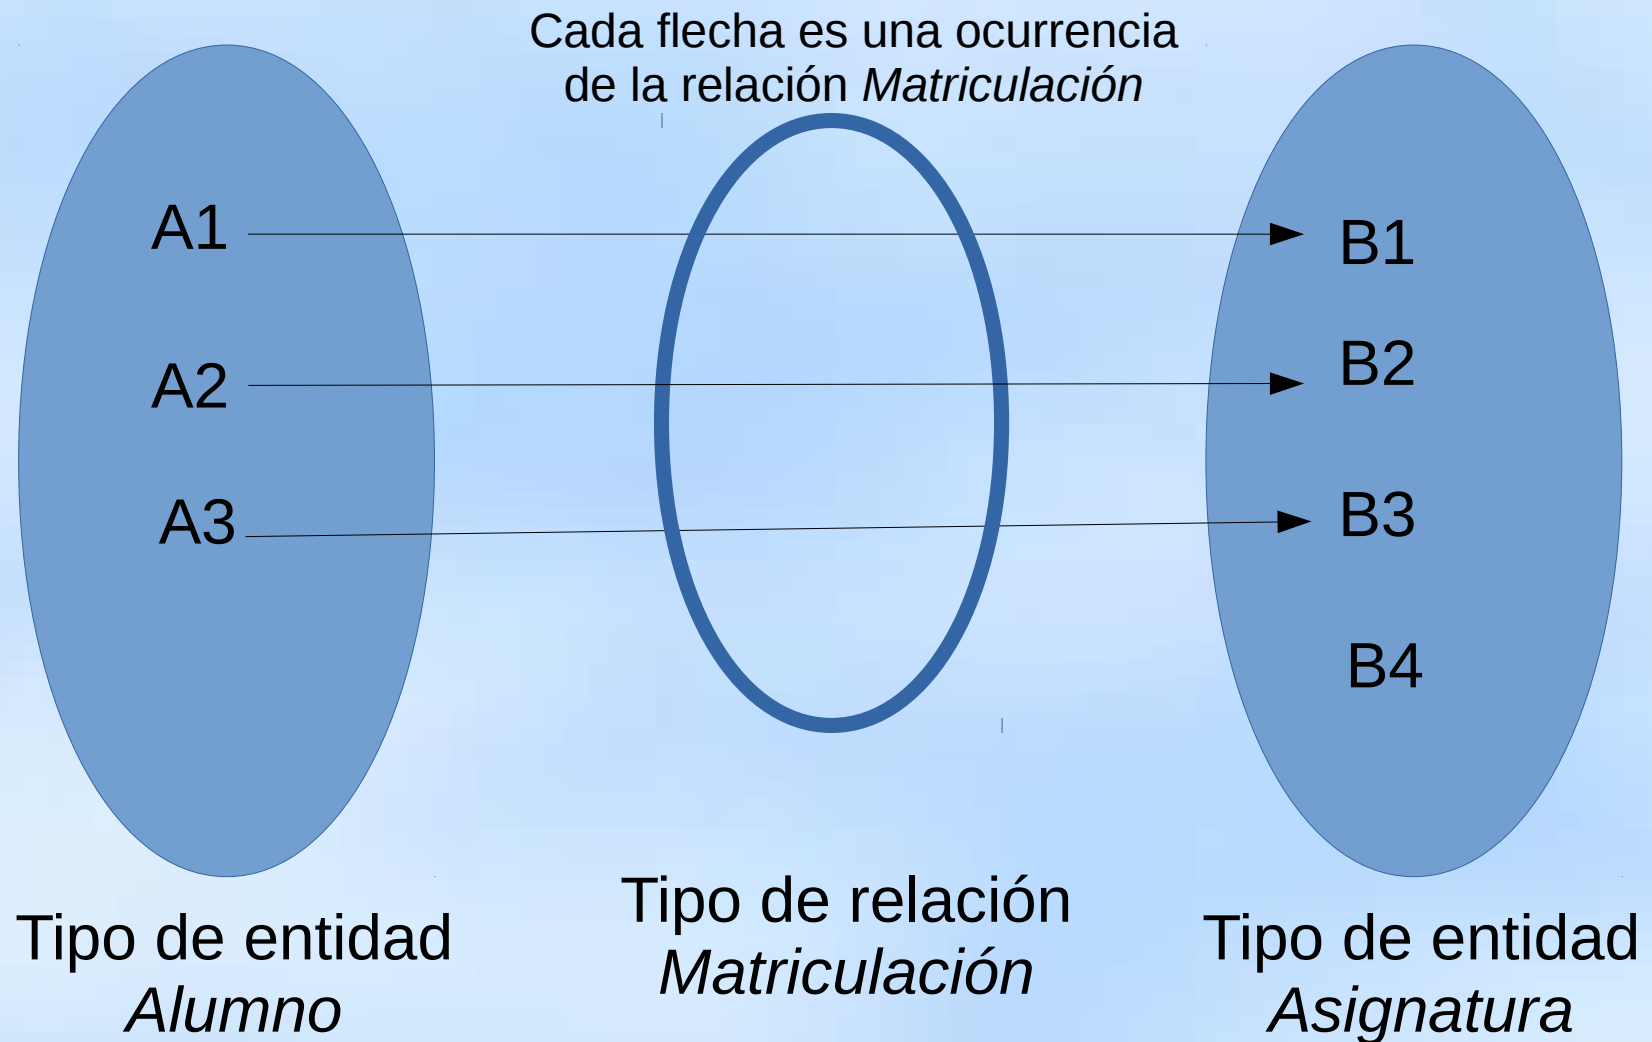 Cada flecha es una ocurrencia
de la relación Matriculación
A1
B1
A2
B2
A3
B3
B4
Tipo de entidad
Alumno
Tipo de relación
Matriculación
Tipo de entidad
Asignatura